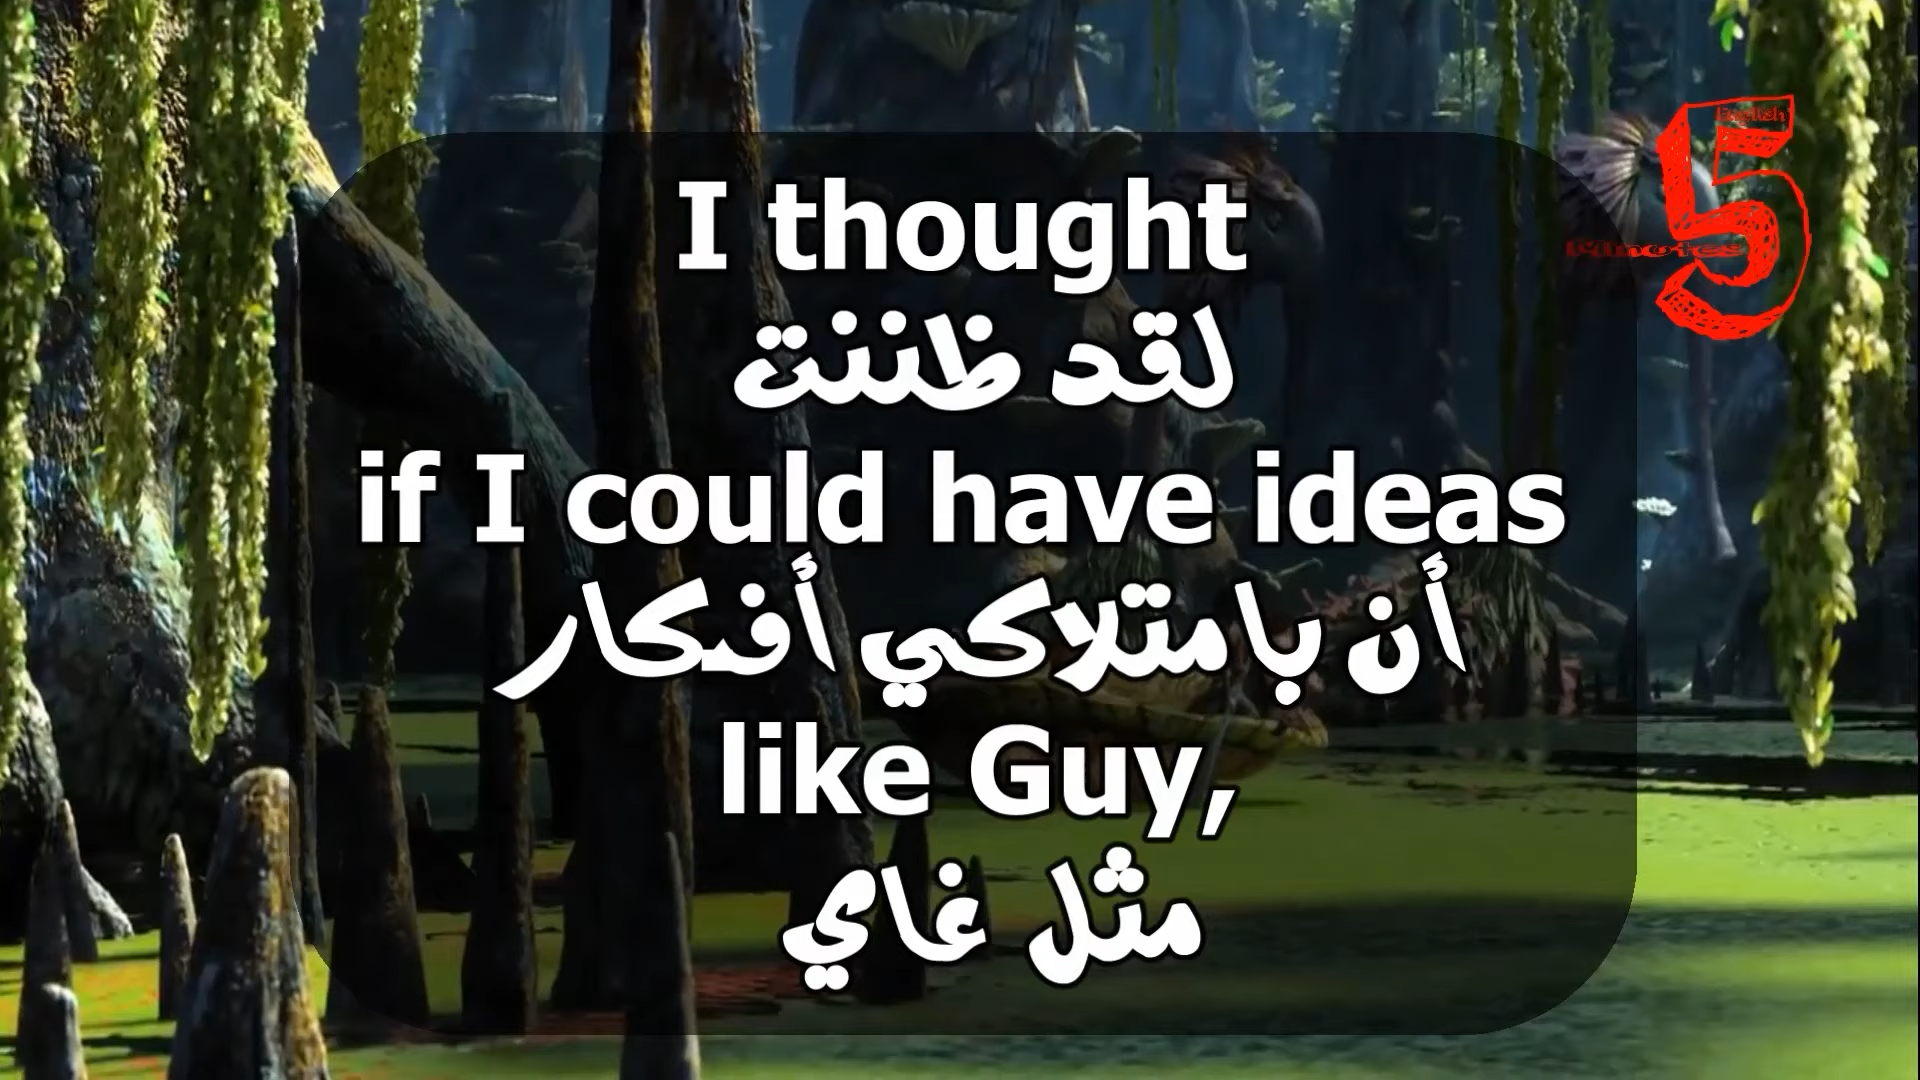 I thought
لقد ظننت
if I could have ideas
أن بامتلاكي أفكار
like Guy,
مثل غاي
English
5
Minutes